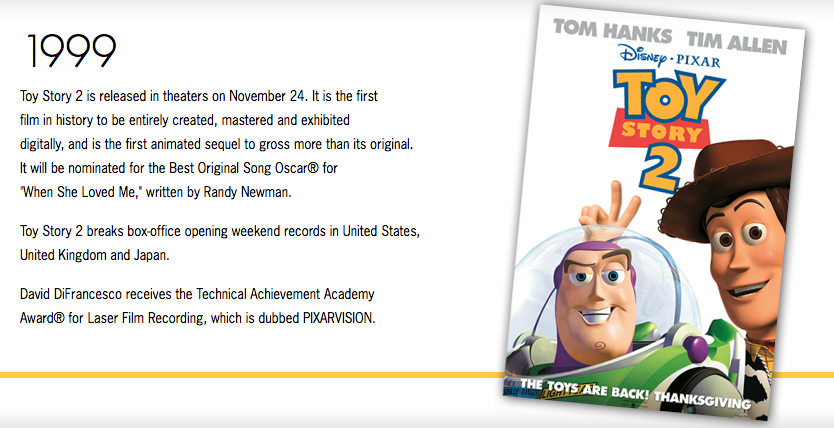 1999
Toy Story 2 is released in theaters on November 24. It is the first
film in history to be entirely created, mastered and exhibited
digitally, and is the first animated sequel to gross more than its original.
It will be nominated for the Best Original Song Oscar® for
"When She Loved Me," written by Randy Newman.
Toy Story 2 breaks box-office opening weekend records in United States,
United Kingdom and Japan.
David DiFrancesco receives the Technical Achievement Academy
Award® for Laser Film Recording, which is dubbed PIXARVISION.
TOM HANKS TIM ALLEN
Disney · PIXAR
TOY
STORY
2
THE TOYS ARE BACK! THANKSGIVING
SPACE RANGER LIGHTYEAR